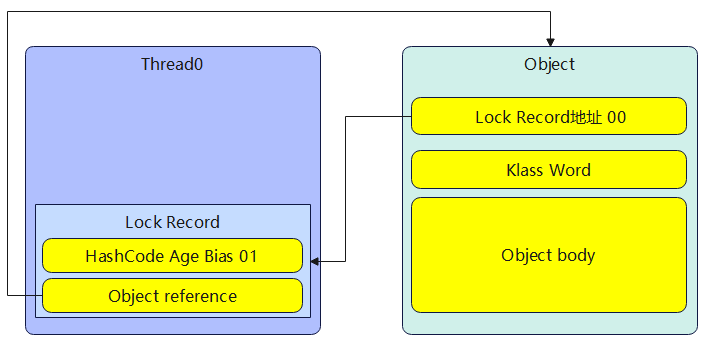 Thread0
Lock Record
HashCode Age Bias 01
Object reference
Object
Lock Record地址 00
Klass Word
Object body